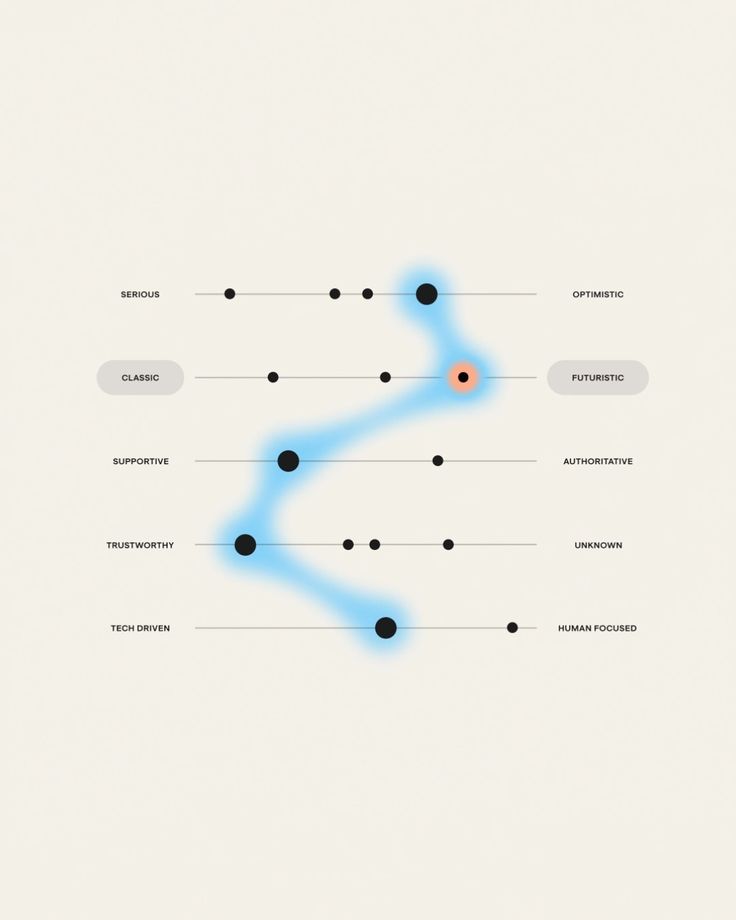 SERIOUS OPTIMISTIC
CLASSIC FUTURISTIC
SUPPORTIVE AUTHORITATIVE
TRUSTWORTHY UNKNOWN
TECH DRIVEN HUMAN FOCUSED